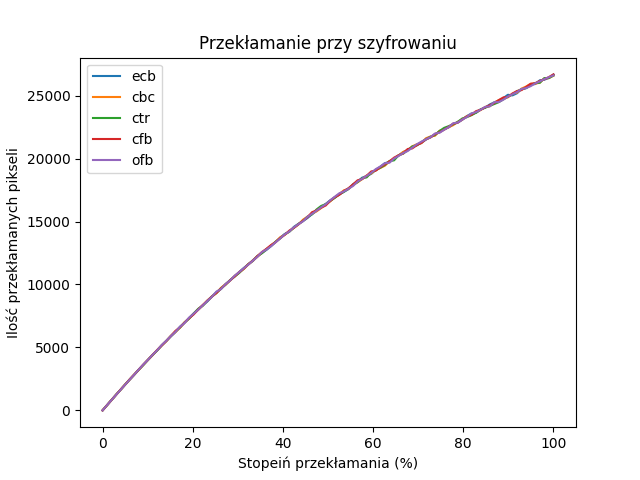 Przekłamanie przy szyfrowaniu
ecb
cbc
ctr
cfb
ofb
Ilość przekłamanych pikseli
25000
20000
15000
10000
5000
0
0 20 40 60 80 100
Stopeiń przekłamania (%)